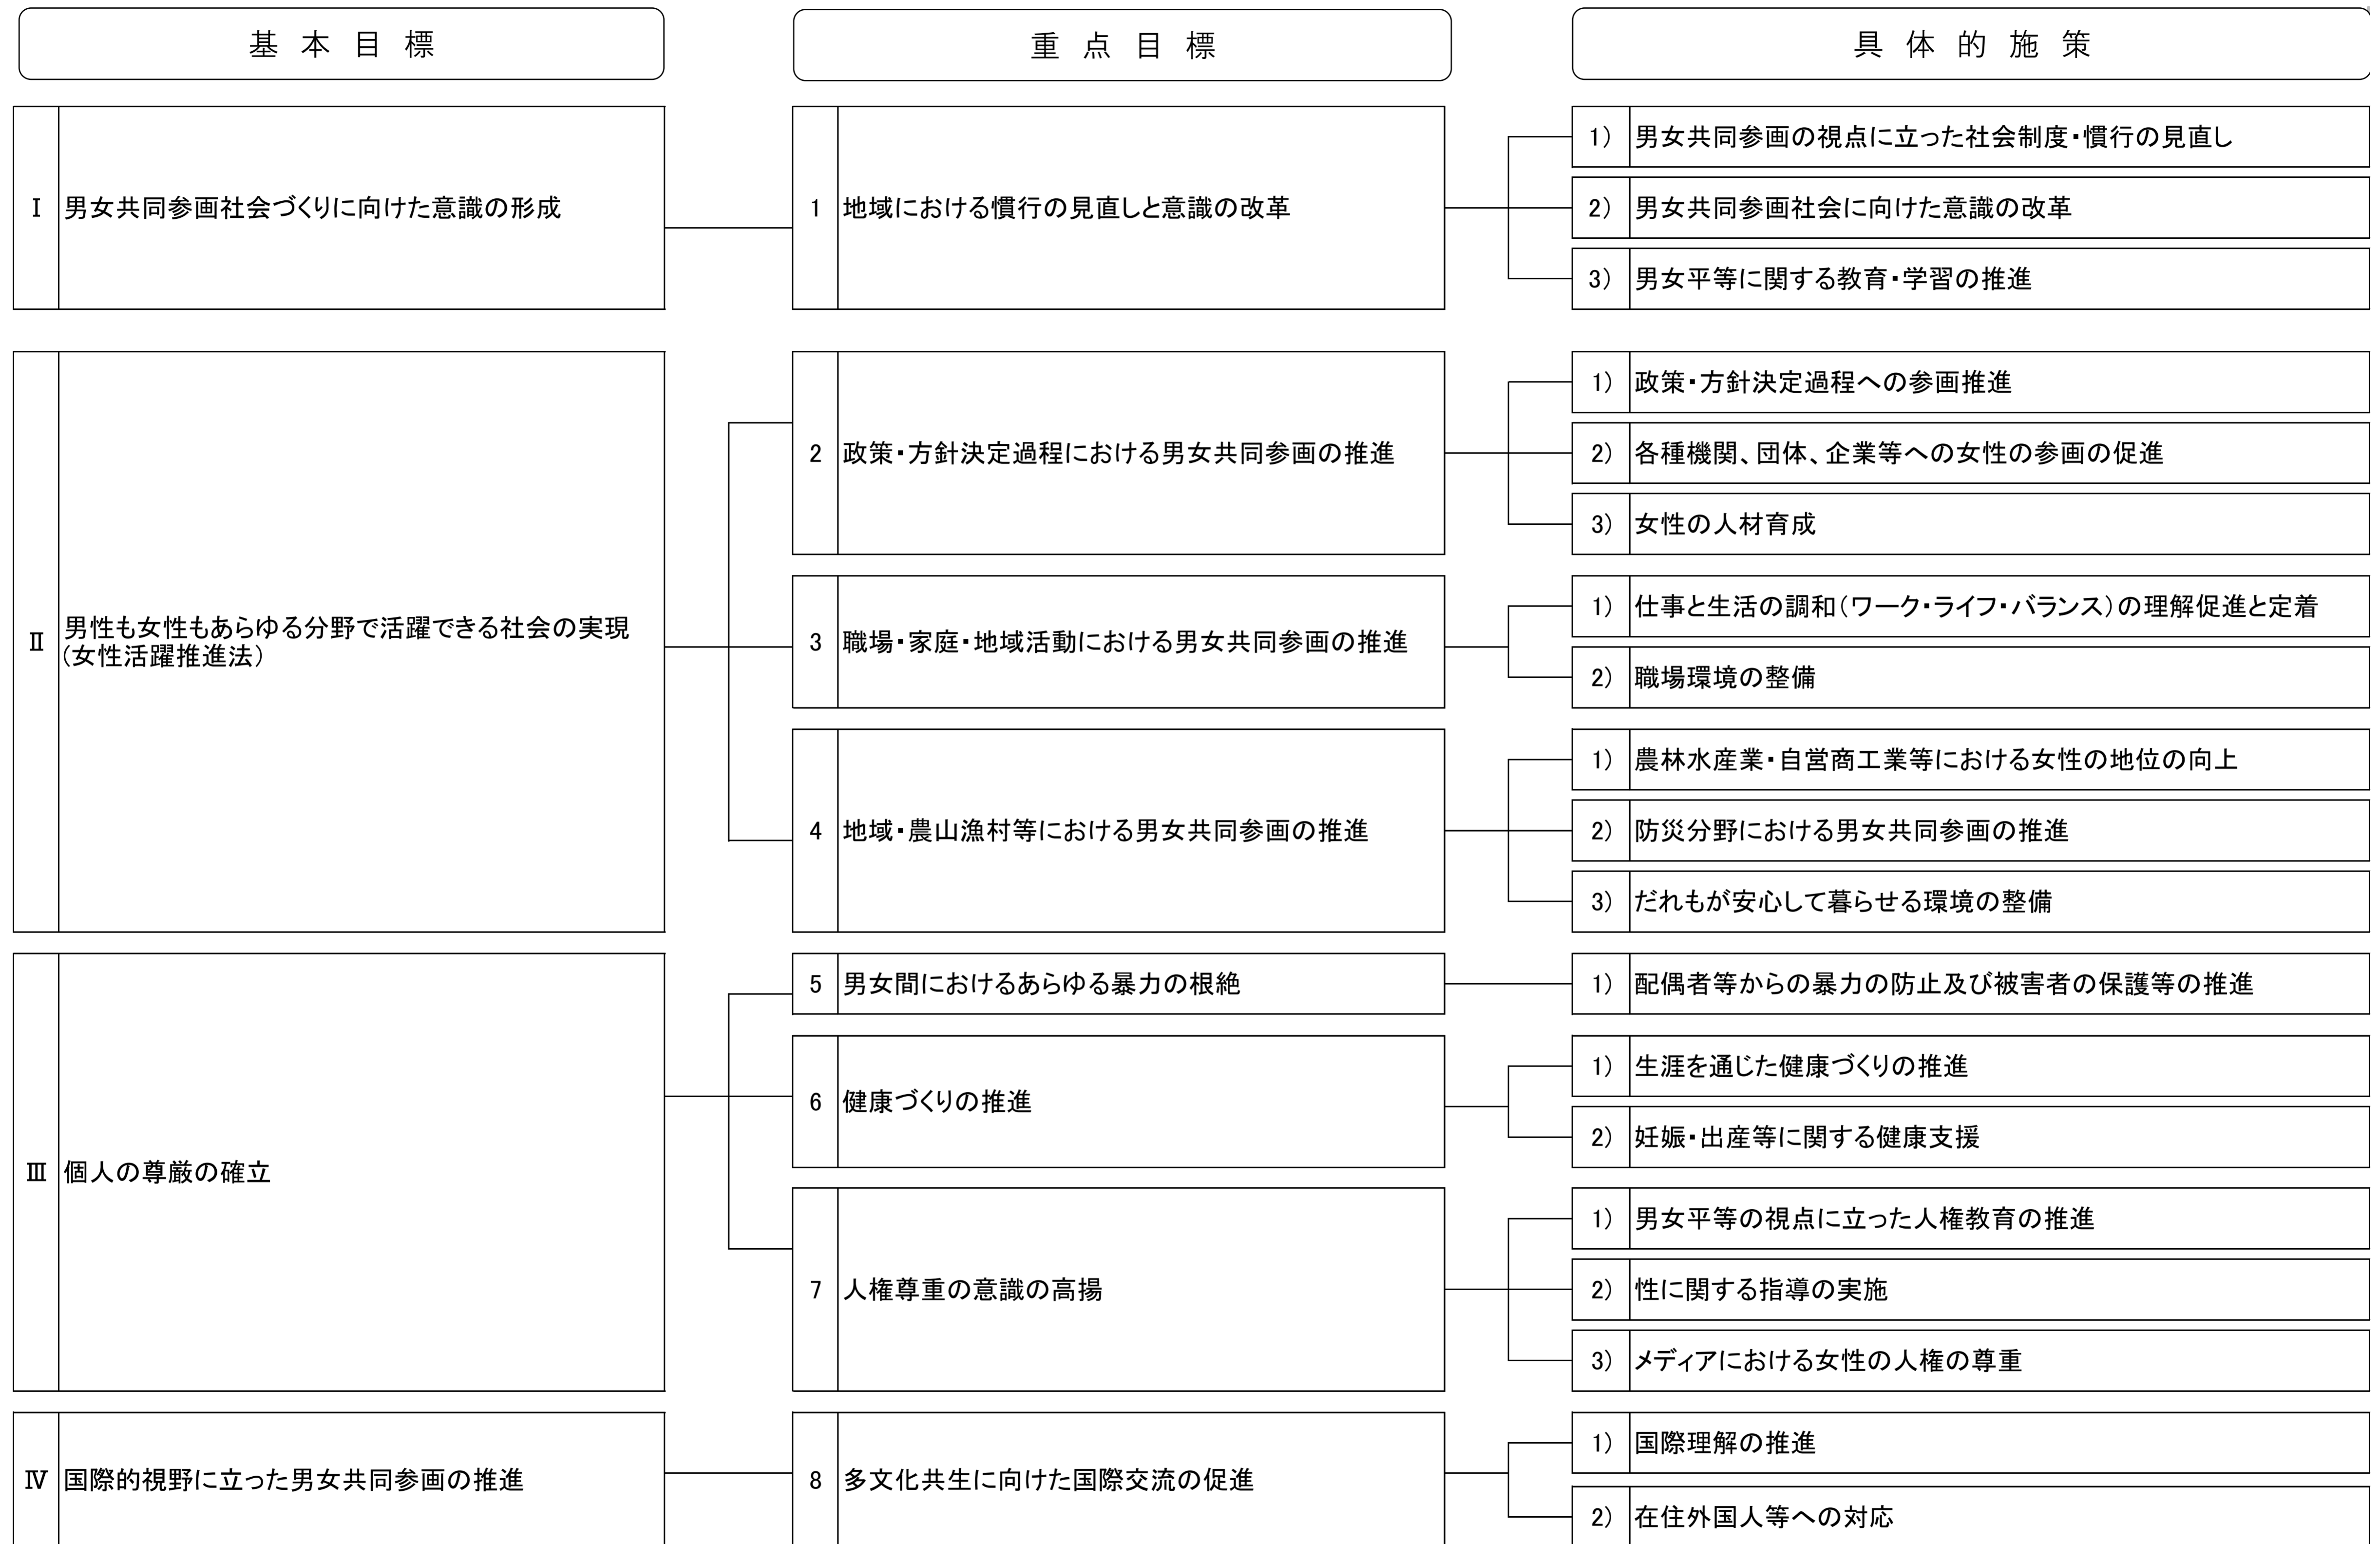 基本目標
重点目標
具体的施策
Ⅰ 男女共同参画社会づくりに向けた意識の形成
1 地域における慣行の見直しと意識の改革
1) 男女共同参画の視点に立った社会制度・慣行の見直し
2) 男女共同参画社会に向けた意識の改革
3) 男女平等に関する教育・学習の推進
Ⅱ 男性も女性もあらゆる分野で活躍できる社会の実現
(女性活躍推進法)
2 政策・方針決定過程における男女共同参画の推進
1) 政策・方針決定過程への参画推進
2) 各種機関、団体、企業等への女性の参画の促進
3) 女性の人材育成
3 職場・家庭・地域活動における男女共同参画の推進
1) 仕事と生活の調和(ワーク・ライフ・バランス)の理解促進と定着
2) 職場環境の整備
4 地域・農山漁村等における男女共同参画の推進
1) 農林水産業・自営商工業等における女性の地位の向上
2) 防災分野における男女共同参画の推進
3) だれもが安心して暮らせる環境の整備
Ⅲ 個人の尊厳の確立
5 男女間におけるあらゆる暴力の根絶
1) 配偶者等からの暴力の防止及び被害者の保護等の推進
6 健康づくりの推進
1) 生涯を通じた健康づくりの推進
2) 妊娠・出産等に関する健康支援
7 人権尊重の意識の高揚
1) 男女平等の視点に立った人権教育の推進
2) 性に関する指導の実施
3) メディアにおける女性の人権の尊重
Ⅳ 国際的視野に立った男女共同参画の推進
8 多文化共生に向けた国際交流の促進
1) 国際理解の推進
2) 在住外国人等への対応